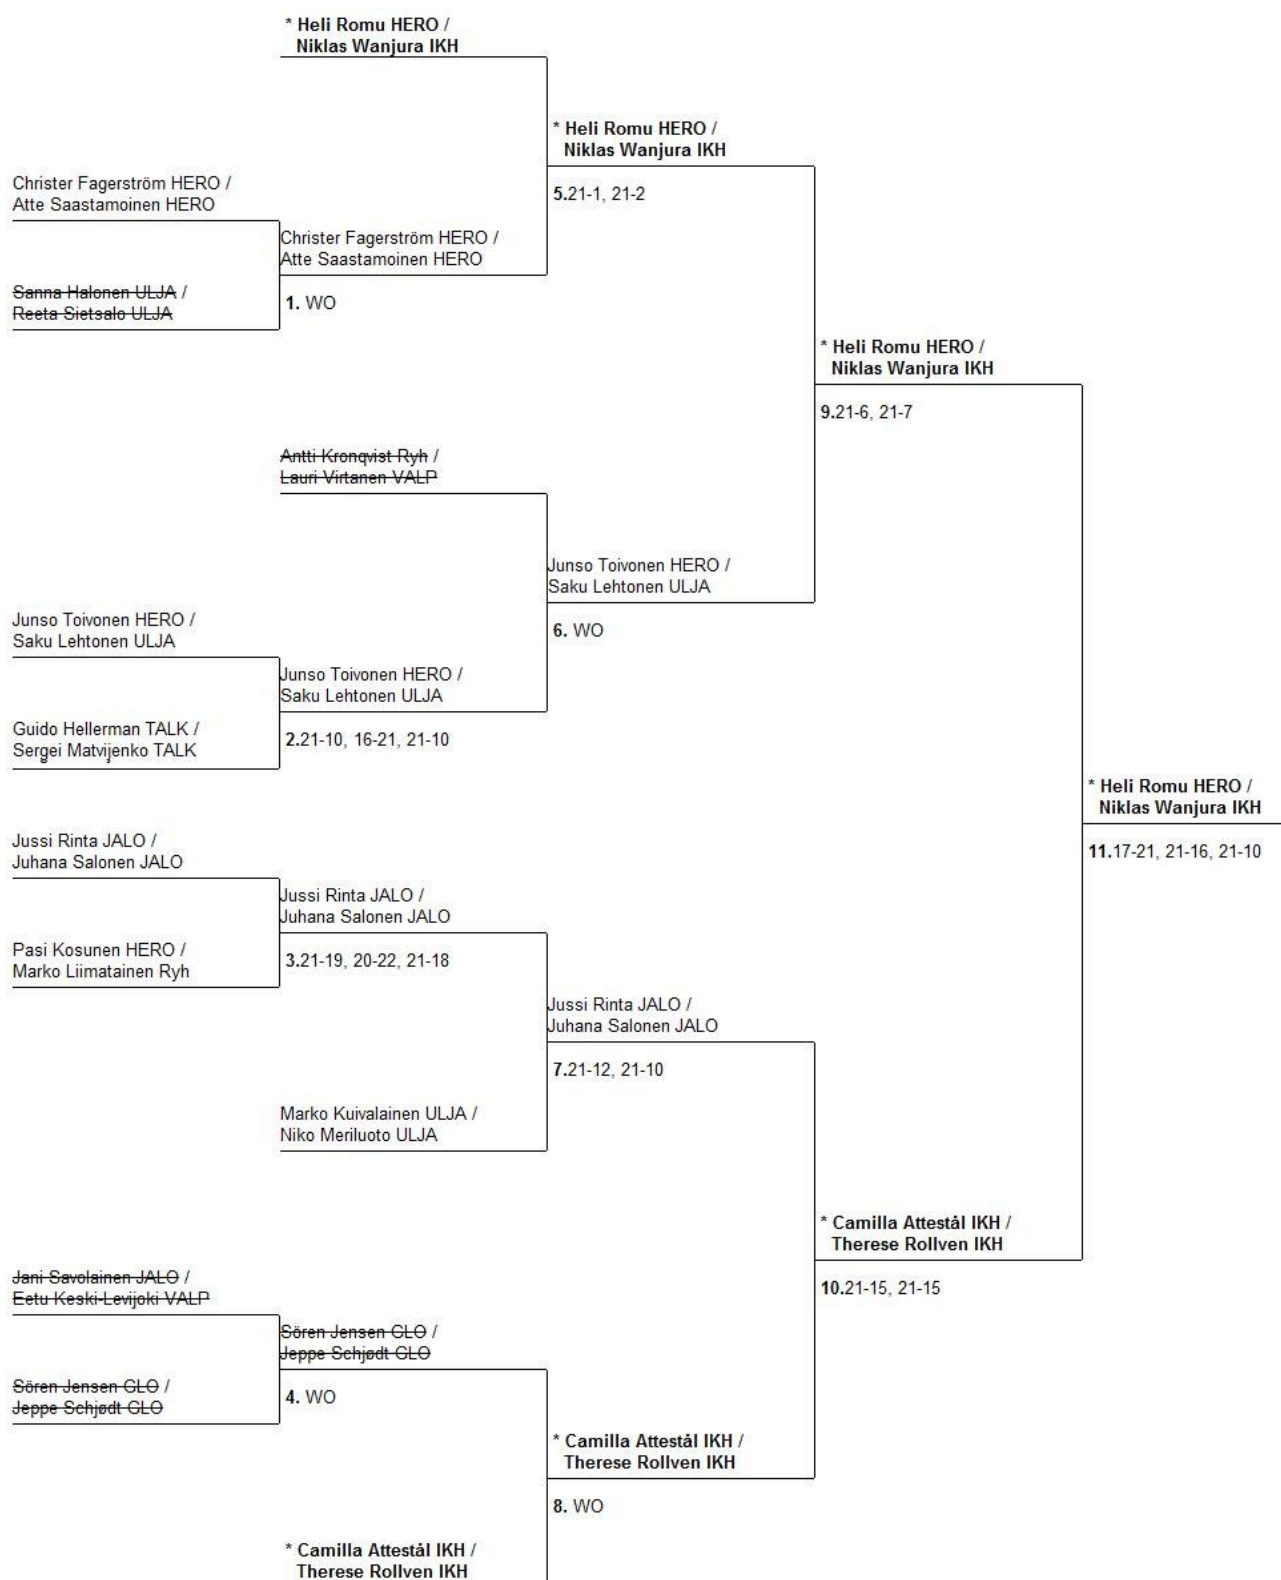 * Heli Romu HERO /
Niklas Wanjura IKH
* Heli Romu HERO /
Niklas Wanjura IKH
5.21-1, 21-2
Christer Fagerström HERO /
Atte Saastamoinen HERO
Christer Fagerström HERO /
Atte Saastamoinen HERO
1. WO
Sanna Halonen ULJA /
Reeta Sietsalo ULJA
* Heli Romu HERO /
Niklas Wanjura IKH
9.21-6, 21-7
Antti Kronqvist Ryh /
Lauri Virtanen VALP
Junso Toivonen HERO /
Saku Lehtonen ULJA
6. WO
Junso Toivonen HERO /
Saku Lehtonen ULJA
Junso Toivonen HERO /
Saku Lehtonen ULJA
2.21-10, 16-21, 21-10
Guido Hellerman TALK /
Sergei Matvijenko TALK
* Heli Romu HERO /
Niklas Wanjura IKH
11.17-21, 21-16, 21-10
Jussi Rinta JALO /
Juhana Salonen JALO
Jussi Rinta JALO /
Juhana Salonen JALO
3.21-19, 20-22, 21-18
Pasi Kosunen HERO /
Marko Liimatainen Ryh
Jussi Rinta JALO /
Juhana Salonen JALO
7.21-12, 21-10
Marko Kuivalainen ULJA /
Niko Meriluoto ULJA
* Camilla Attestål IKH /
Therese Rollven IKH
10.21-15, 21-15
Jani Savolainen JALO /
Eetu Keski-Levijoki VALP
Sören Jensen GLO /
Jeppe Schjødt GLO
4. WO
Sören Jensen GLO /
Jeppe Schjødt GLO
* Camilla Attestål IKH /
Therese Rollven IKH
8. WO
* Camilla Attestål IKH /
Therese Rollven IKH